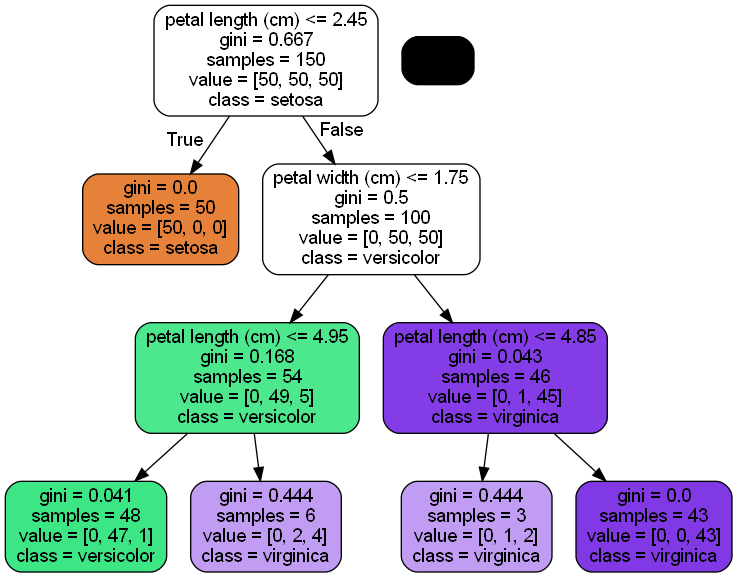 petal length (cm) <= 2.45
gini = 0.667
samples = 150
value = [50, 50, 50]
class = setosa
True
False
gini = 0.0
samples = 50
value = [50, 0, 0]
class = setosa
petal width (cm) <= 1.75
gini = 0.5
samples = 100
value = [0, 50, 50]
class = versicolor
petal length (cm) <= 4.95
gini = 0.168
samples = 54
value = [0, 49, 5]
class = versicolor
petal length (cm) <= 4.85
gini = 0.043
samples = 46
value = [0, 1, 45]
class = virginica
gini = 0.041
samples = 48
value = [0, 47, 1]
class = versicolor
gini = 0.444
samples = 6
value = [0, 2, 4]
class = virginica
gini = 0.444
samples = 3
value = [0, 1, 2]
class = virginica
gini = 0.0
samples = 43
value = [0, 0, 43]
class = virginica